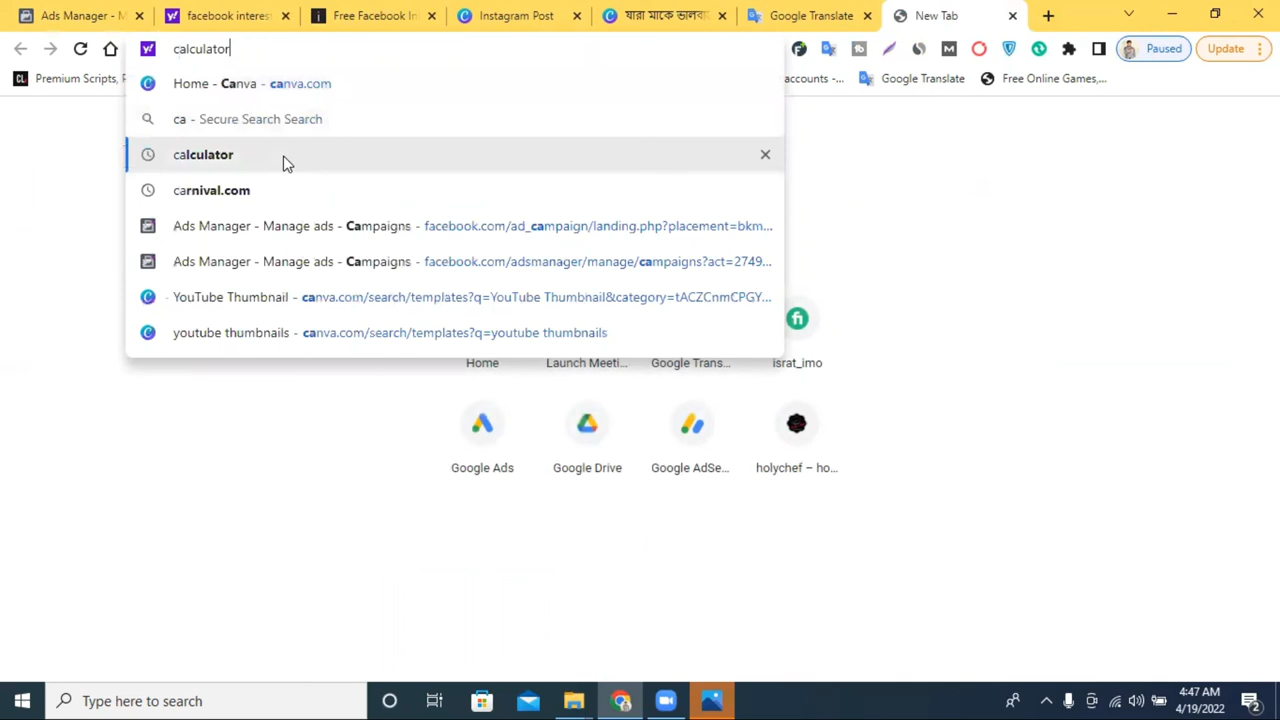 Ads Manager - M
facebook interes
Free Facebook In
Instagram Post
যারা মাকে ভালবা
Google Translate
New Tab
calculator
Paused
Update
Premium Scripts,
accounts -...
Google Translate
Free Online Games,...
Home - Canva - canva.com
ca - Secure Search Search
calculator
carnival.com
Ads Manager - Manage ads - Campaigns - facebook.com/ad_campaign/landing.php?placement=bkm...
Ads Manager - Manage ads - Campaigns - facebook.com/adsmanager/manage/campaigns?act=2749...
YouTube Thumbnail - canva.com/search/templates?q=YouTube Thumbnail&category=tACZCnmCPGY...
youtube thumbnails - canva.com/search/templates?q=youtube thumbnails
Home
Launch Meeti...
Google Trans...
israt_imo
Google Ads
Google Drive
Google AdSe...
holychef – ho...
Type here to search
4:47 AM
4/19/2022
2